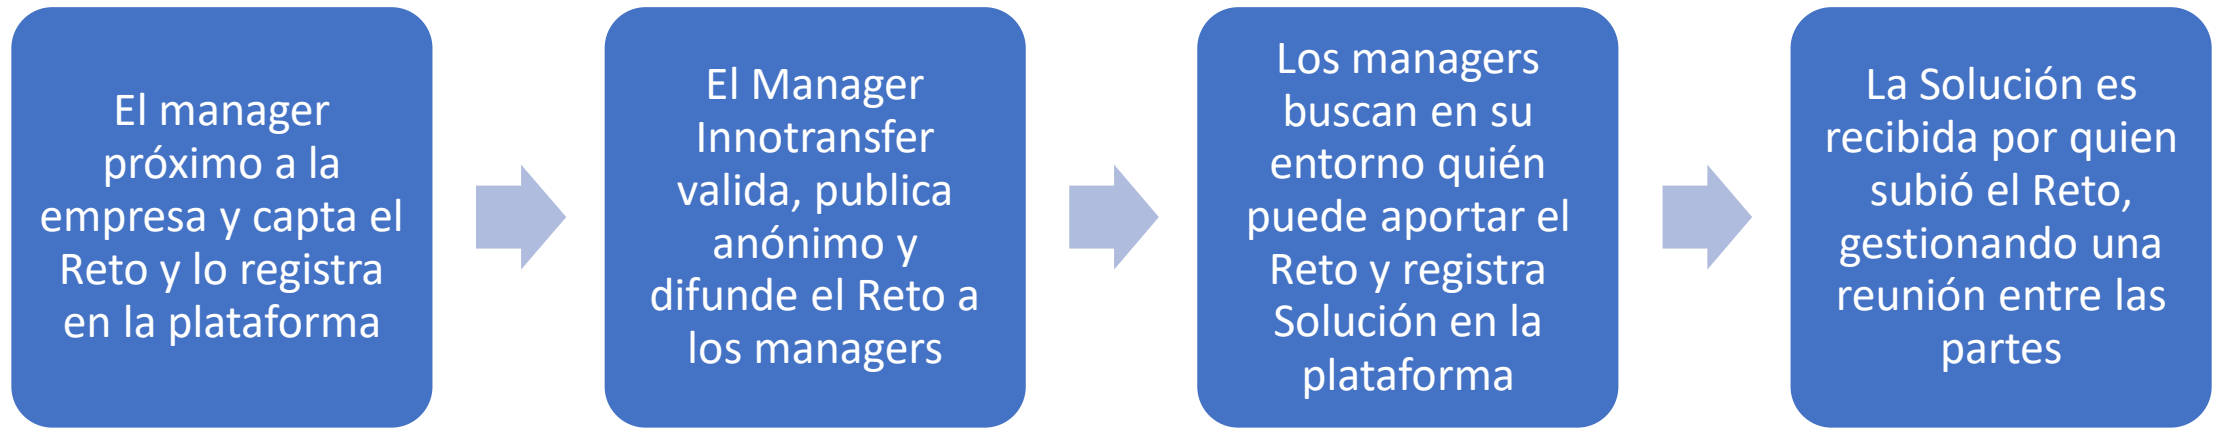 El manager
próximo a la
empresa y capta el
Reto y lo registra
en la plataforma
El Manager
Innotransfer
valida, publica
anónimo y
difunde el Reto a
los managers
Los managers
buscan en su
entorno quién
puede aportar el
Reto y registra
Solución en la
plataforma
La Solución es
recibida por quien
subió el Reto,
gestionando una
reunión entre las
partes